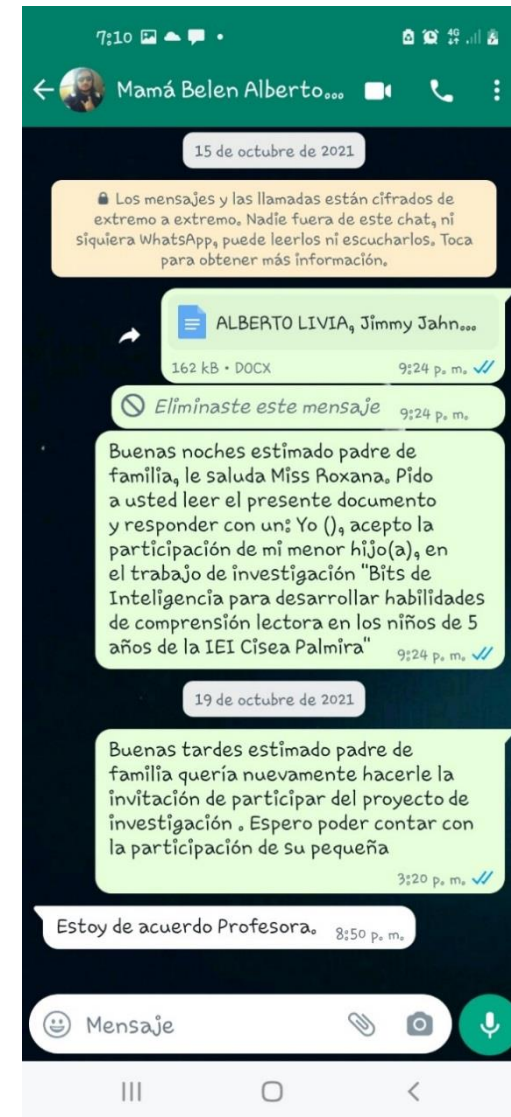 7:10
4G
Mamá Belen Alberto...
15 de octubre de 2021
Los mensajes y las llamadas están cifrados de
extremo a extremo. Nadie fuera de este chat, ni
siquiera WhatsApp, puede leerlos ni escucharlos. Toca
para obtener más información.
ALBERTO LIVIA, Jimmy Jahn...
162 kB • DOCX 9:24 p. m.
Eliminaste este mensaje 9:24 p. m.
Buenas noches estimado padre de
familia, le saluda Miss Roxana. Pido
a usted leer el presente documento
y responder con un: Yo (), acepto la
participación de mi menor hijo(a), en
el trabajo de investigación "Bits de
Inteligencia para desarrollar habilidades
de comprensión lectora en los niños de 5
años de la IEI Cisea Palmira" 9:24 p. m.
19 de octubre de 2021
Buenas tardes estimado padre de
familia quería nuevamente hacerle la
invitación de participar del proyecto de
investigación . Espero poder contar con
la participación de su pequeña
3:20 p. m.
Estoy de acuerdo Profesora. 8:50 p. m.
Mensaje